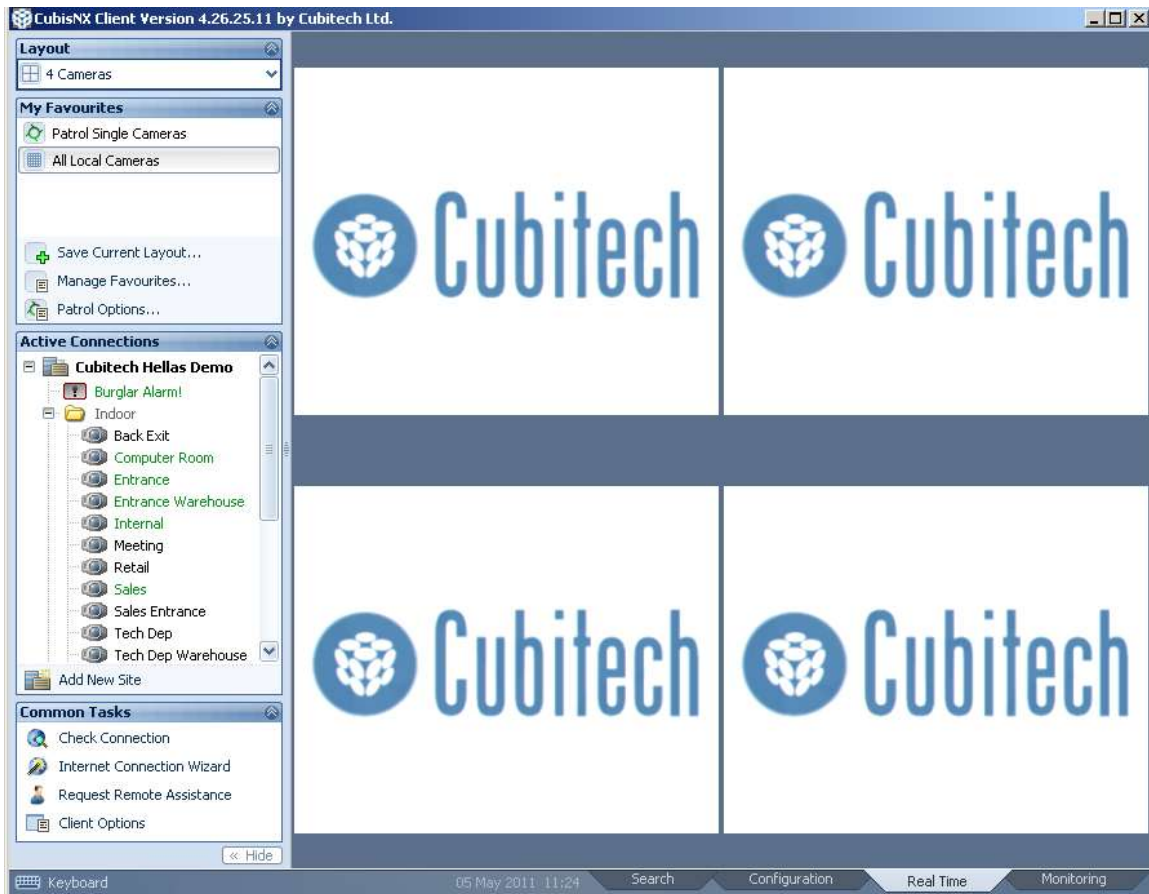 CubisNX Client Version 4.26.25.11 by Cubitech Ltd.
Layout
4 Cameras
My Favourites
Patrol Single Cameras
All Local Cameras
Save Current Layout...
Manage Favourites...
Patrol Options...
Active Connections
Cubitech Hellas Demo
Burglar Alarm!
Indoor
Back Exit
Computer Room
Entrance
Entrance Warehouse
Internal
Meeting
Retail
Sales
Sales Entrance
Tech Dep
Tech Dep Warehouse
Add New Site
Common Tasks
Check Connection
Internet Connection Wizard
Request Remote Assistance
Client Options
« Hide
Cubitech
Cubitech
Cubitech
Cubitech
Keyboard
05 May 2011 11:24
Search
Configuration
Real Time
Monitoring